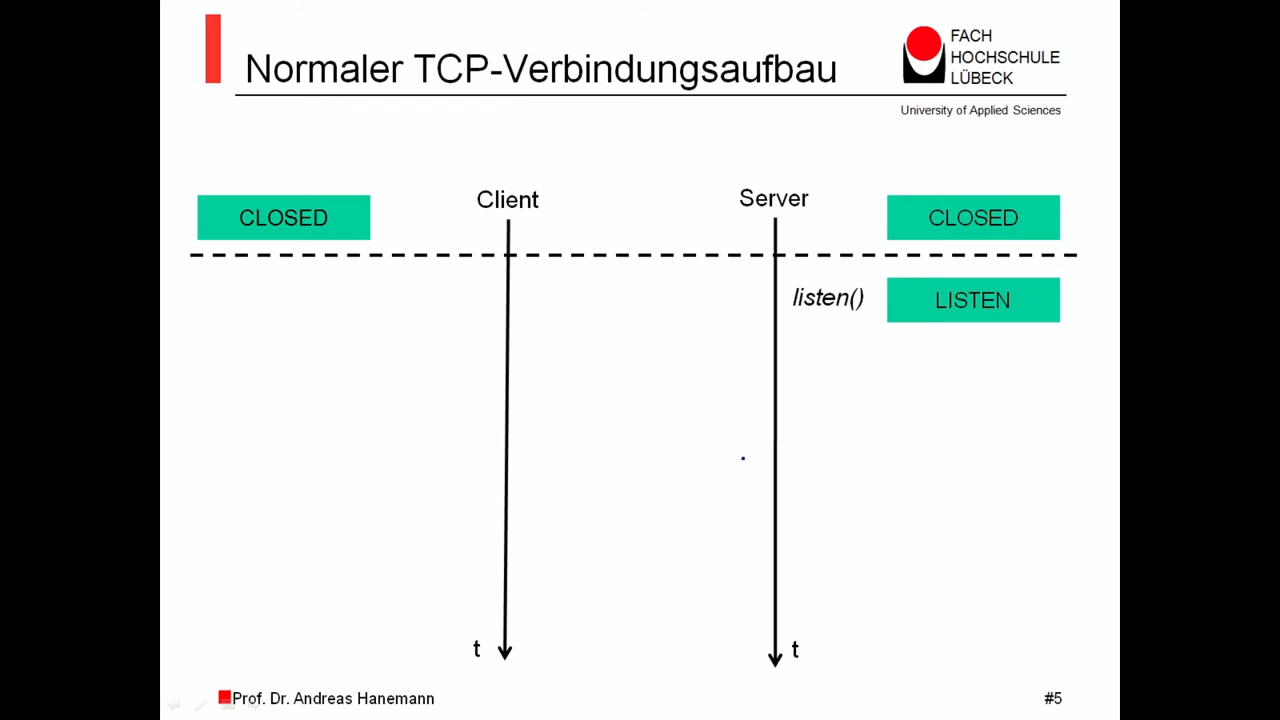 Normaler TCP-Verbindungsaufbau
FACH
HOCHSCHULE
LÜBECK
University of Applied Sciences
CLOSED
Client
Server
CLOSED
listen()
LISTEN
t
t
Prof. Dr. Andreas Hanemann
#5